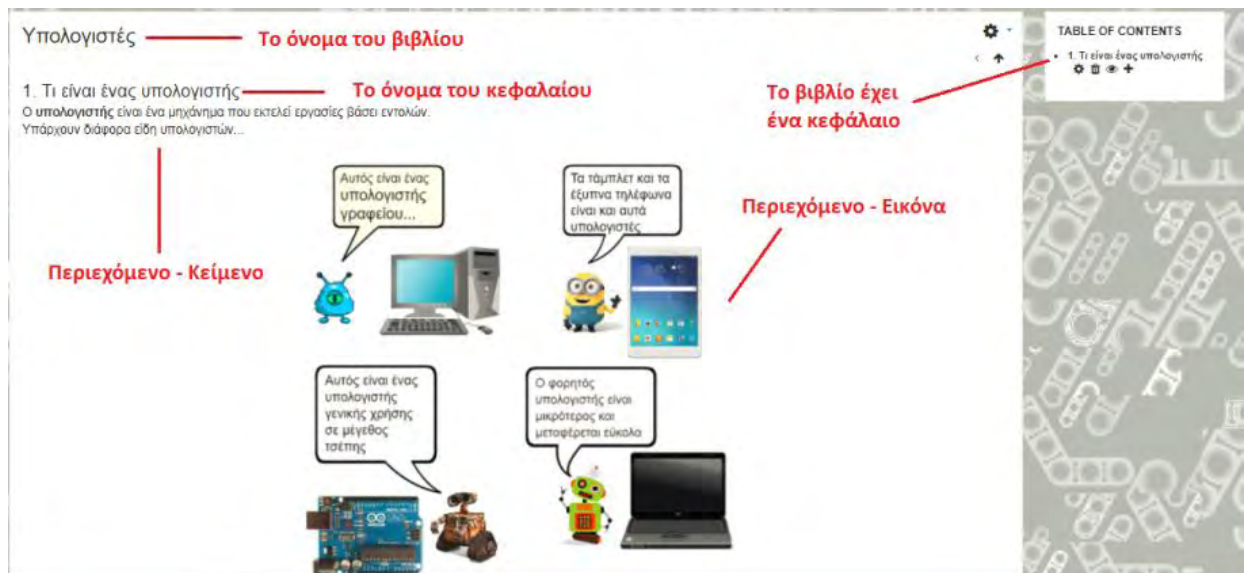 Υπολογιστές
Το όνομα του βιβλίου
TABLE OF CONTENTS
1. Τι είναι ένας υπολογιστής
1. Τι είναι ένας υπολογιστής
Το όνομα του κεφαλαίου
Το βιβλίο έχει
ένα κεφάλαιο
Ο υπολογιστής είναι ένα μηχάνημα που εκτελεί εργασίες βάσει εντολών.
Υπάρχουν διάφορα είδη υπολογιστών...
Περιεχόμενο - Κείμενο
Αυτός είναι ένας
υπολογιστής
γραφείου...
Τα τάμπλετ και τα
έξυπνα τηλέφωνα
είναι και αυτά
υπολογιστές
Περιεχόμενο - Εικόνα
Αυτός είναι ένας
υπολογιστής
γενικής χρήσης
σε μέγεθος
τσέπης
Ο φορητός
υπολογιστής είναι
μικρότερος και
μεταφέρεται εύκολα